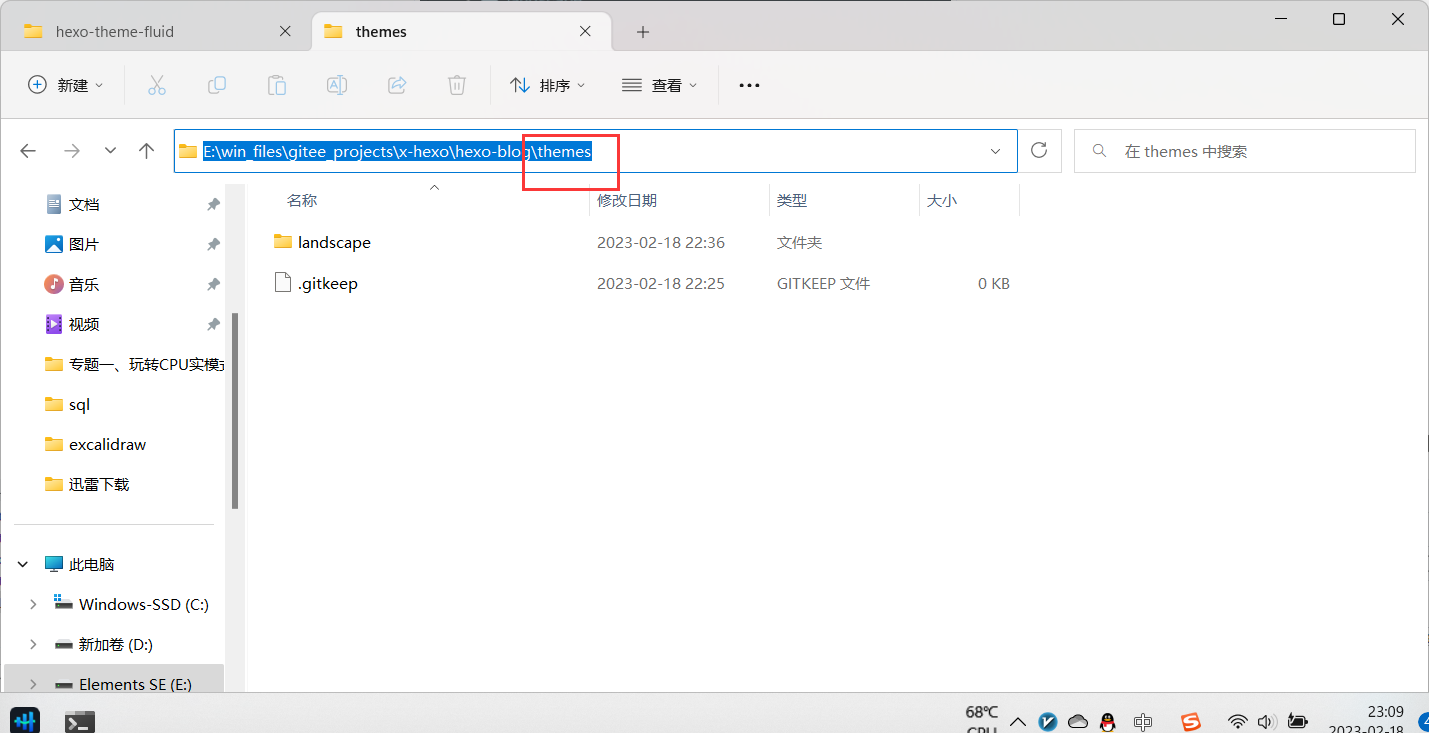 hexo-theme-fluid
themes
新建
排序
查看
E:\win_files\gitee_projects\x-hexo\hexo-blog\themes
在 themes 中搜索
名称
修改日期
类型
大小
landscape
2023-02-18 22:36
文件夹
.gitkeep
2023-02-18 22:25
GITKEEP 文件
0 KB
文档
图片
音乐
视频
专题一、玩转CPU实模
sql
excalidraw
迅雷下载
此电脑
Windows-SSD (C:)
新加卷 (D:)
Elements SE (E:)
68℃
CPU
中
23:09
2023-02-18